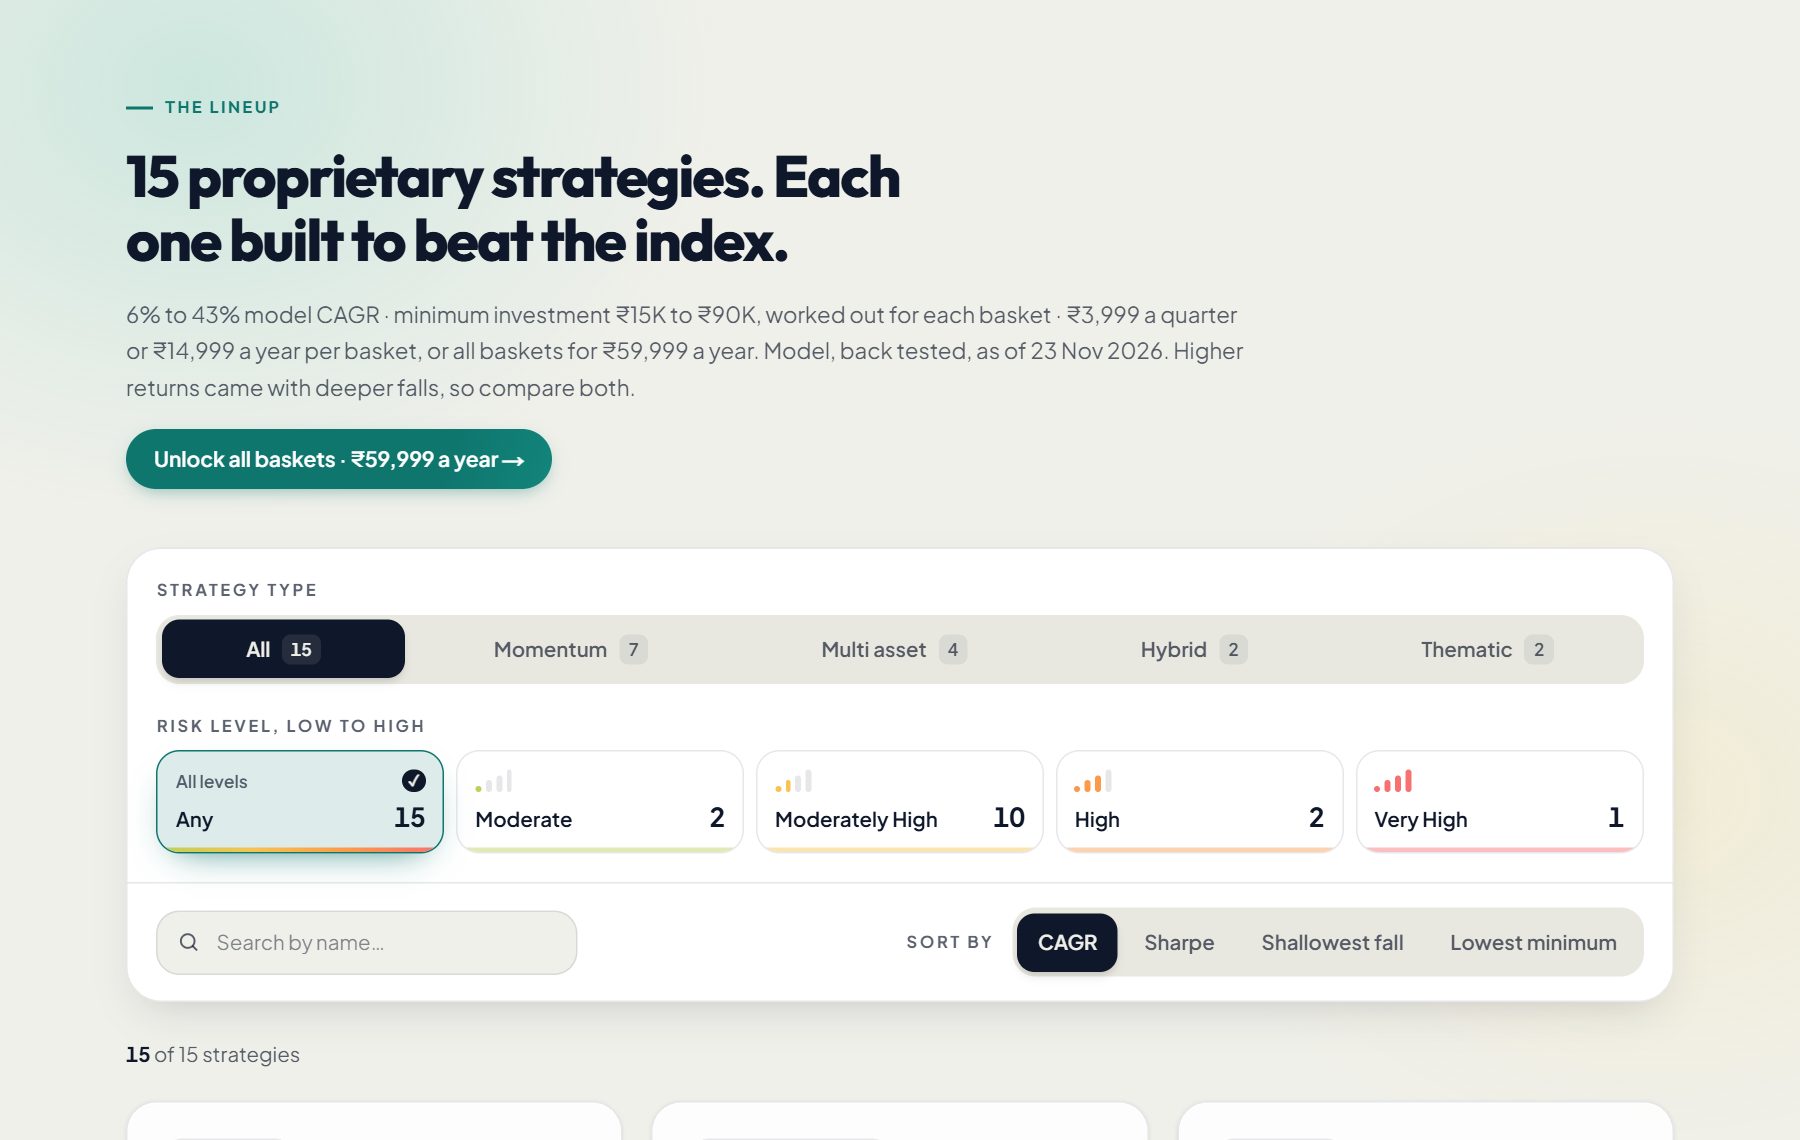 THE LINEUP
15 proprietary strategies. Each
one built to beat the index.
6% to 43% model CAGR · minimum investment ₹15K to ₹90K, worked out for each basket · ₹3,999 a quarter
or ₹14,999 a year per basket, or all baskets for ₹59,999 a year. Model, back tested, as of 23 Nov 2026. Higher
returns came with deeper falls, so compare both.
Unlock all baskets · ₹59,999 a year →
STRATEGY TYPE
All 15 Momentum 7 Multi asset 4 Hybrid 2 Thematic 2
RISK LEVEL, LOW TO HIGH
All levels
Any 15 Moderate 2 Moderately High 10 High 2 Very High 1
Search by name... SORT BY CAGR Sharpe Shallowest fall Lowest minimum
15 of 15 strategies